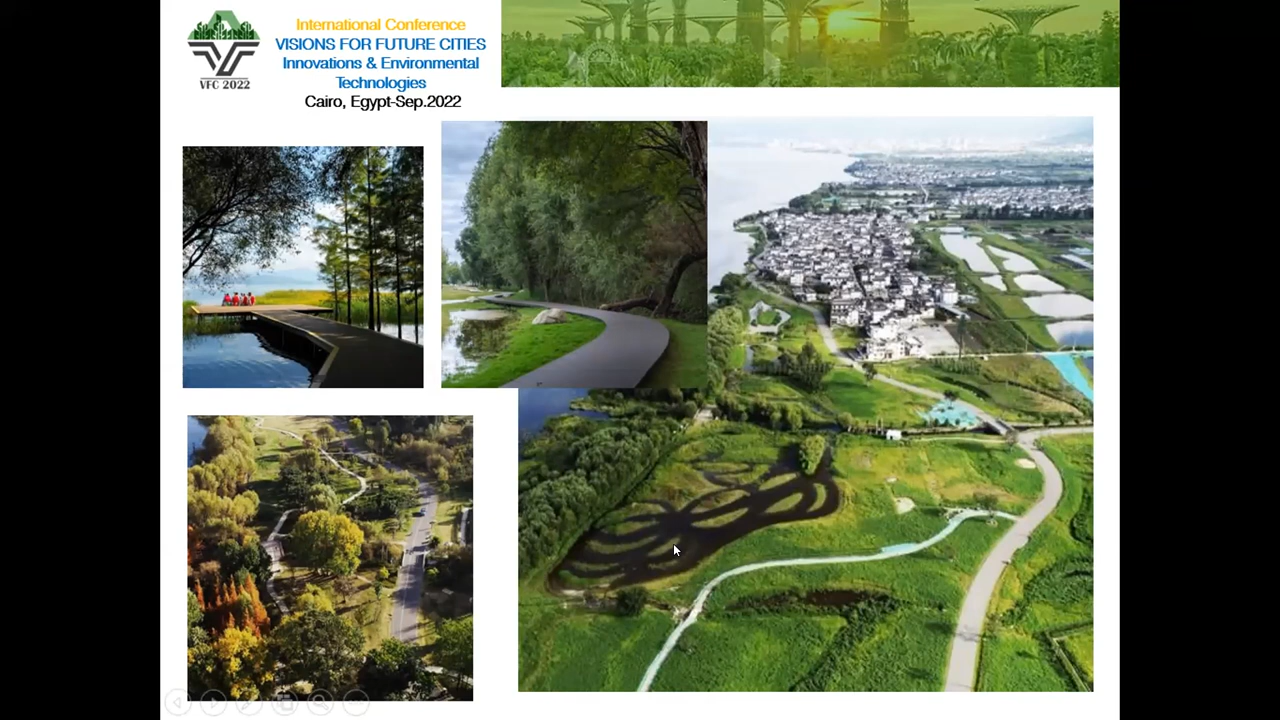 International Conference
VISIONS FOR FUTURE CITIES
Innovations & Environmental
Technologies
Cairo, Egypt-Sep.2022
VFC 2022